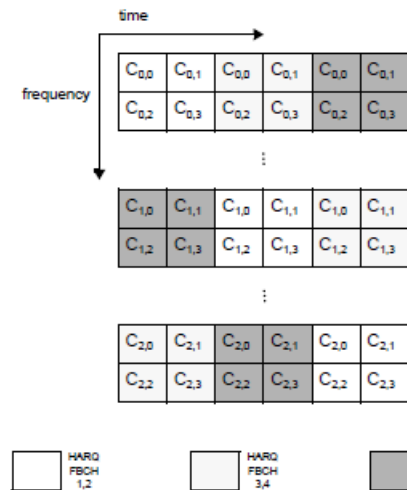 time
frequency
C0,0 C0,1 C0,0 C0,1 C0,0 C0,1
C0,2 C0,3 C0,2 C0,3 C0,2 C0,3
⋮
C1,0 C1,1 C1,0 C1,1 C1,0 C1,1
C1,2 C1,3 C1,2 C1,3 C1,2 C1,3
⋮
C2,0 C2,1 C2,0 C2,1 C2,0 C2,1
C2,2 C2,3 C2,2 C2,3 C2,2 C2,3
HARQ
FBCH
1,2
HARQ
FBCH
3,4